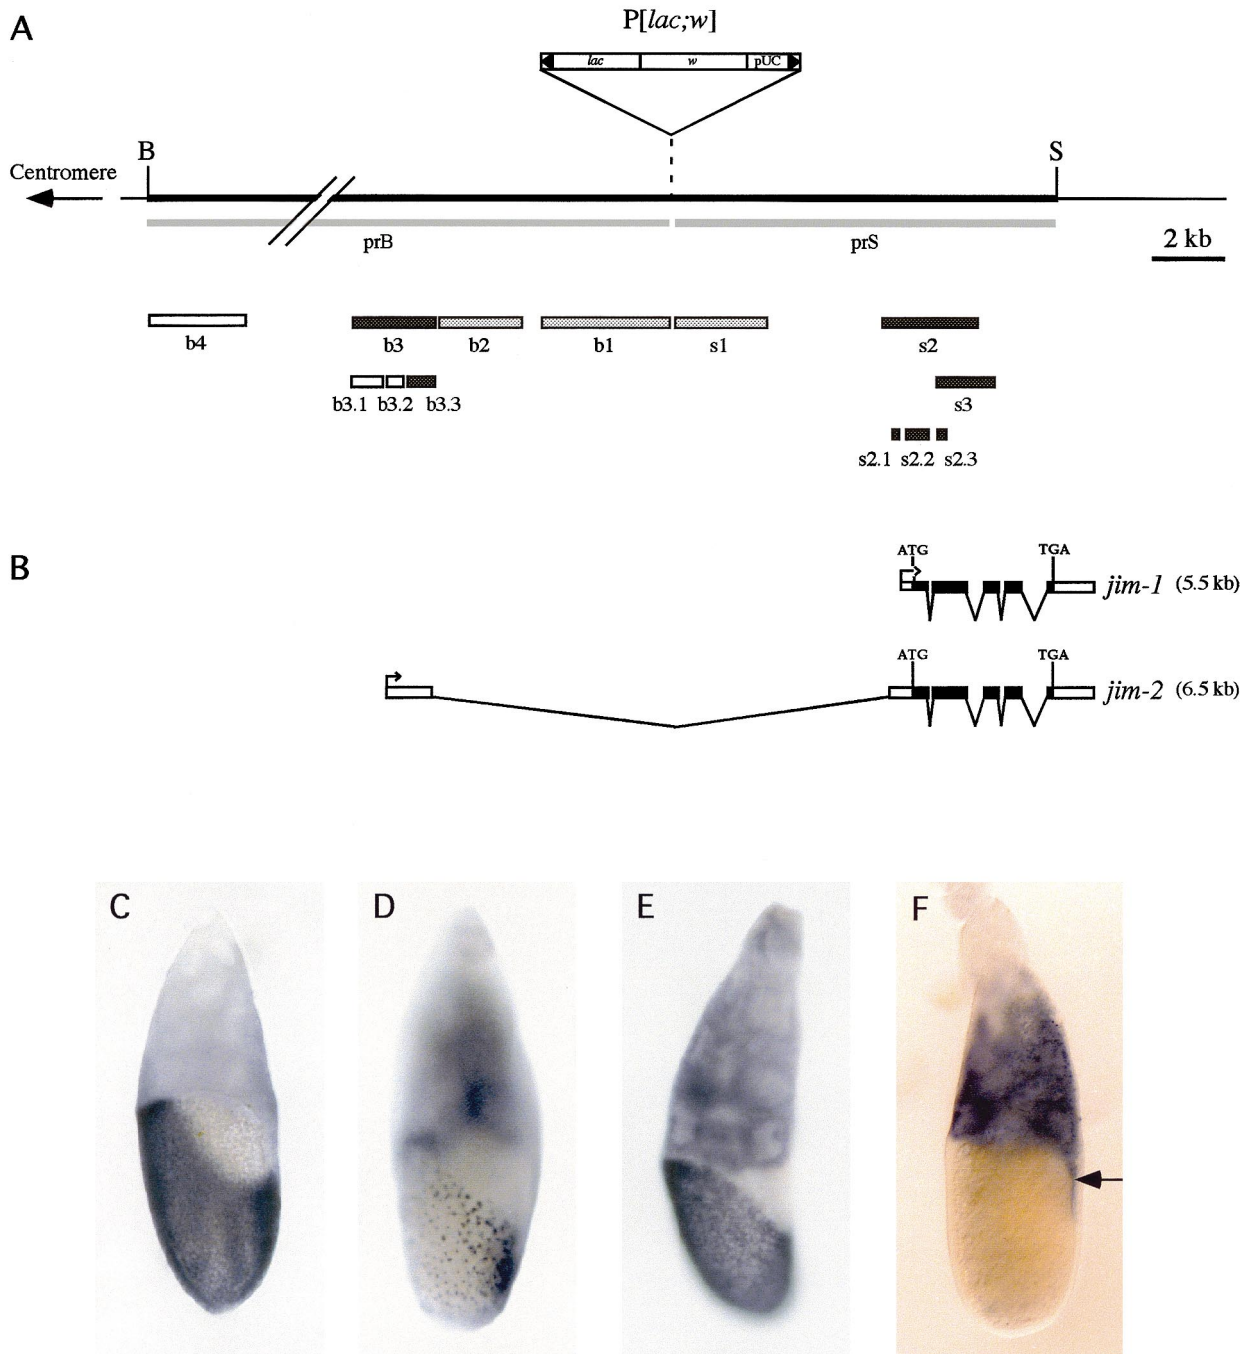 A
P[lac;w]
lac w pUC
B S
Centromere
prB prS
2 kb
b4 b3 b2 b1 s1 s2
b3.1 b3.2 b3.3 s3
s2.1 s2.2 s2.3
B
ATG TGA
jim-1 (5.5 kb)
ATG TGA
jim-2 (6.5 kb)
C D E F